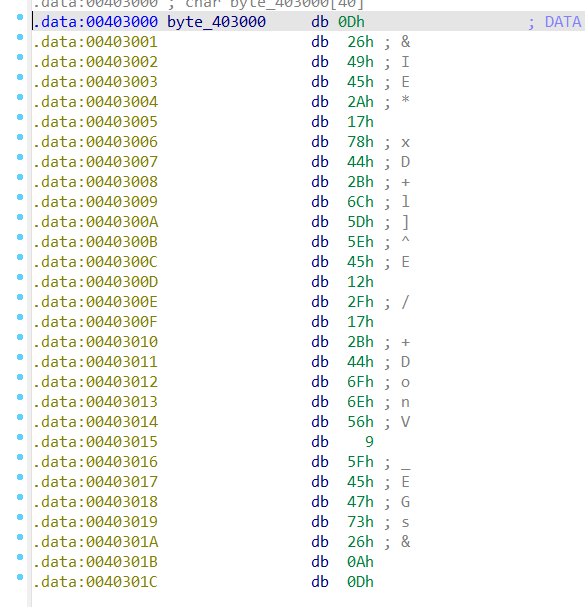 .data:00403000 ; char byte_403000[40]
.data:00403000 byte_403000 db 0Dh ; DATA
.data:00403001 db 26h ; &
.data:00403002 db 49h ; I
.data:00403003 db 45h ; E
.data:00403004 db 2Ah ; *
.data:00403005 db 17h
.data:00403006 db 78h ; x
.data:00403007 db 44h ; D
.data:00403008 db 2Bh ; +
.data:00403009 db 6Ch ; l
.data:0040300A db 5Dh ; ]
.data:0040300B db 5Eh ; ^
.data:0040300C db 45h ; E
.data:0040300D db 12h
.data:0040300E db 2Fh ; /
.data:0040300F db 17h
.data:00403010 db 2Bh ; +
.data:00403011 db 44h ; D
.data:00403012 db 6Fh ; o
.data:00403013 db 6Eh ; n
.data:00403014 db 56h ; V
.data:00403015 db 9
.data:00403016 db 5Fh ; _
.data:00403017 db 45h ; E
.data:00403018 db 47h ; G
.data:00403019 db 73h ; s
.data:0040301A db 26h ; &
.data:0040301B db 0Ah
.data:0040301C db 0Dh